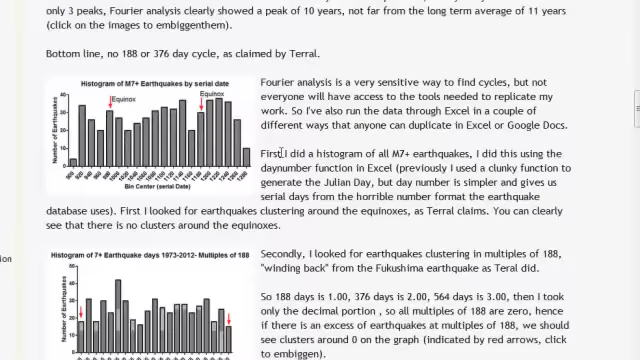 only 3 peaks, Fourier analysis clearly showed a peak of 10 years, not far from the long term average of 11 years
(click on the images to embiggenthem).
Bottom line, no 188 or 376 day cycle, as claimed by Terral.
Histogram of M7+ Earthquakes by serial date
Equinox
Equinox
Number of Earthquakes
50
40
30
20
10
0
Bin Center (serial Date)
Fourier analysis is a very sensitive way to find cycles, but not
everyone will have access to the tools needed to replicate my
work. So I've also run the data through Excel in a couple of
different ways that anyone can duplicate in Excel or Google Docs.
First I did a histogram of all M7+ earthquakes, I did this using the
daynumber function in Excel (previously I used a clunky function to
generate the Julian Day, but day number is simpler and gives us
serial days from the horrible number format the earthquake
database uses). First I looked for earthquakes clustering around the equinoxes, as Terral claims. You can clearly
see that there is no clusters around the equinoxes.
tion
Histogram of 7+ Earthquake days 1973-2012- Multiples of 188
Number of Earthquakes
Secondly, I looked for earthquakes clustering in multiples of 188,
"winding back" from the Fukushima earthquake as Teral did.
So 188 days is 1.00, 376 days is 2.00, 564 days is 3.00, then I took
only the decimal portion , so all multiples of 188 are zero, hence
if there is an excess of earthquakes at multiples of 188, we should
see clusters around 0 on the graph (indicated by red arrows, click
to embiggen).